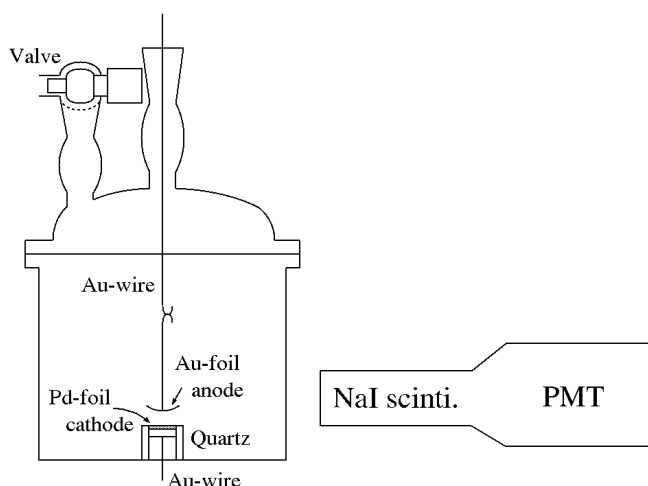 Valve
Au-wire
Au-foil
anode
Pd-foil
cathode
Quartz
Au-wire
NaI scinti.
PMT